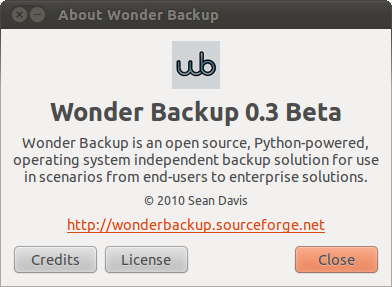 About Wonder Backup
wb
Wonder Backup 0.3 Beta
Wonder Backup is an open source, Python-powered,
operating system independent backup solution for use
in scenarios from end-users to enterprise solutions.
© 2010 Sean Davis
http://wonderbackup.sourceforge.net
Credits
License
Close